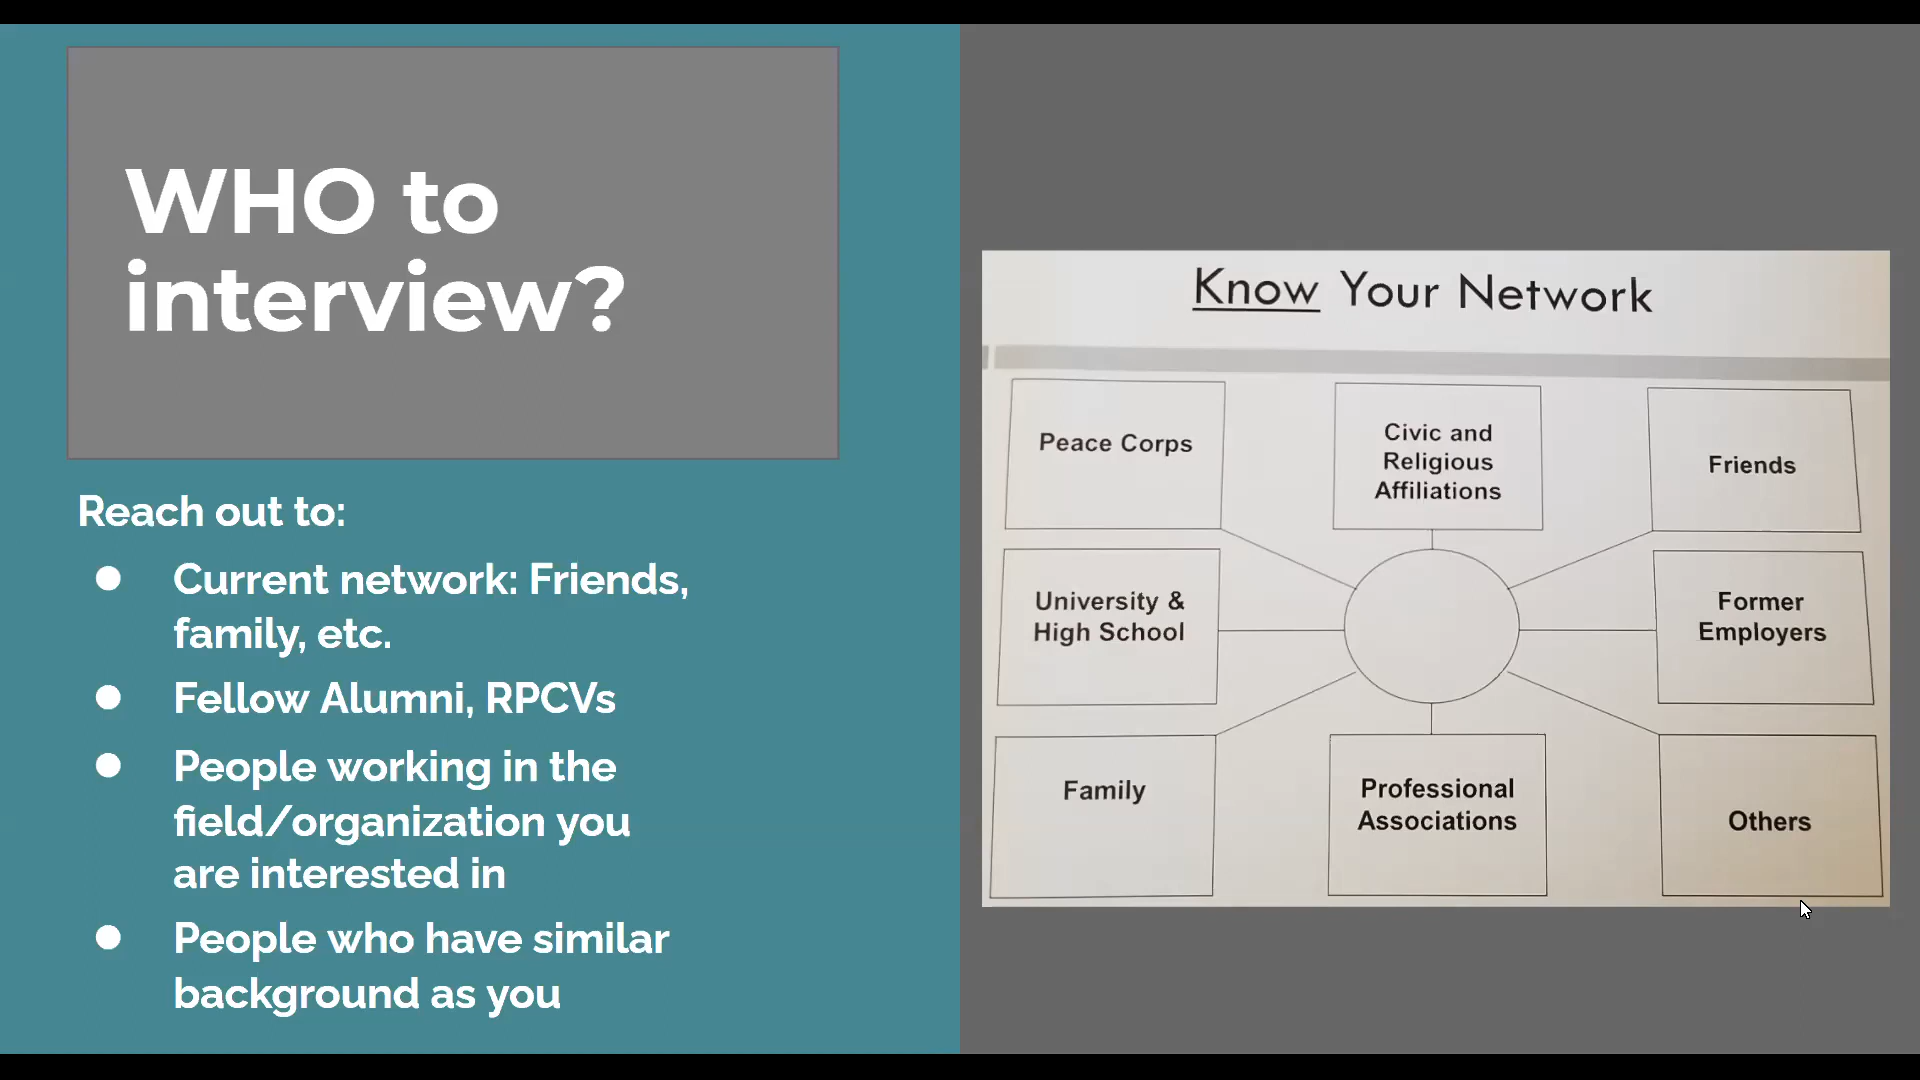 WHO to
interview?
Reach out to:
● Current network: Friends,
family, etc.
● Fellow Alumni, RPCVs
● People working in the
field/organization you
are interested in
● People who have similar
background as you
Know Your Network
Peace Corps
Civic and
Religious
Affiliations
Friends
University &
High School
Former
Employers
Family
Professional
Associations
Others